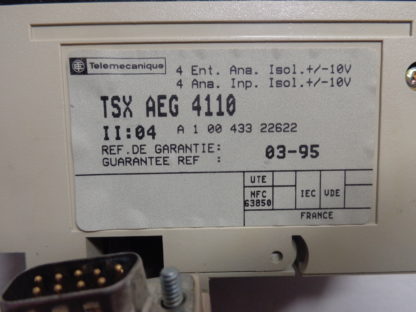 Telemecanique
4 Ent. Ana. Isol.+/-10V
4 Ana. Inp. Isol.+/-10V
TSX AEG 4110
II:04 A 1 00 433 22622
REF.DE GARANTIE: 03-95
GUARANTEE REF :
UTE
NFC 63850 IEC VDE
FRANCE